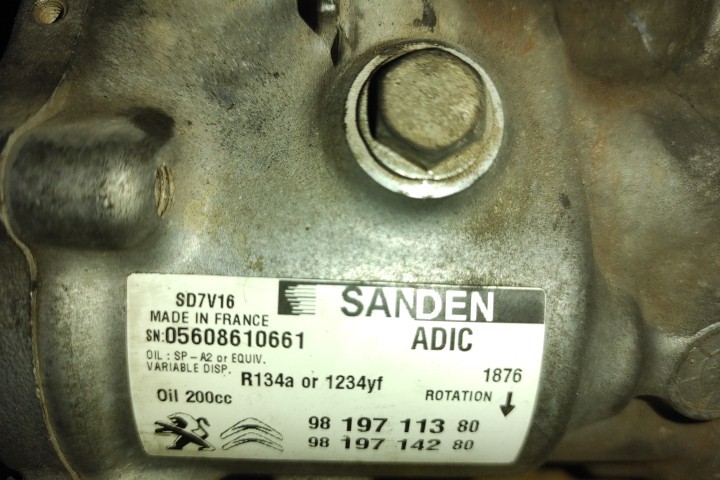 SD7V16
SANDEN
MADE IN FRANCE
SN:05608610661
ADIC
OIL : SP-A2 or EQUIV.
VARIABLE DISP.
R134a or 1234yf
1876
Oil 200cc
ROTATION
98 197 113 80
98 197 142 80